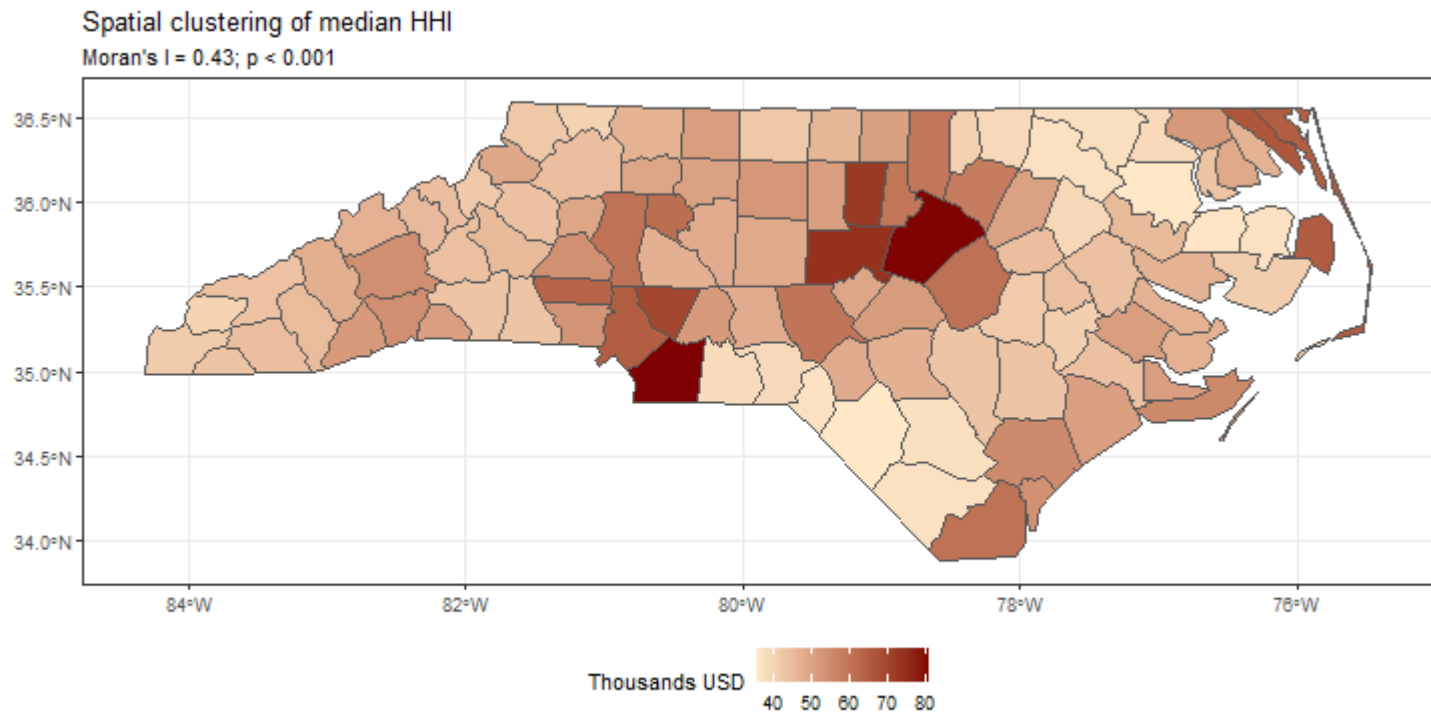 Spatial clustering of median HHI
Moran's I = 0.43; p < 0.001
36.5°N
36.0°N
35.5°N
35.0°N
34.5°N
34.0°N
84°W 82°W 80°W 78°W 76°W
Thousands USD
40 50 60 70 80